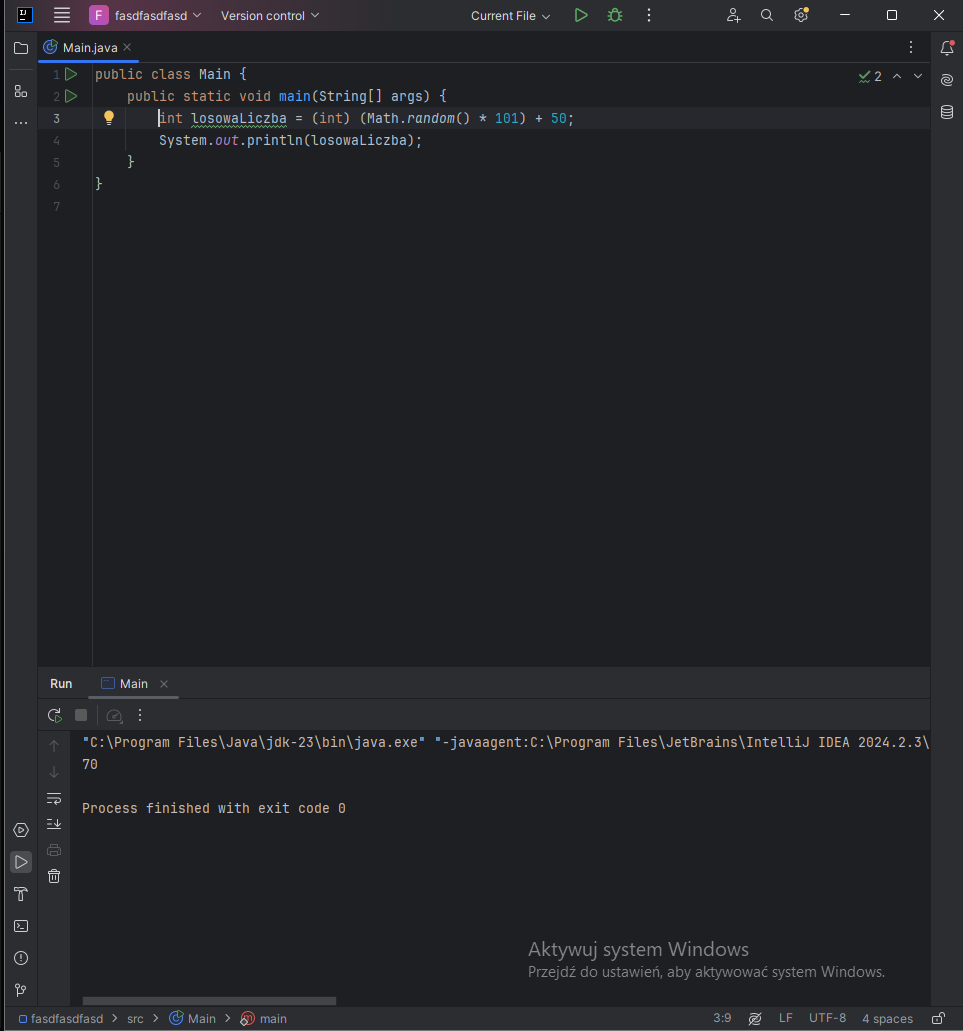 F fasdfasdfasd Version control Current File
Main.java
2
1 public class Main {
2 public static void main(String[] args) {
3 int losowaLiczba = (int) (Math.random() * 101) + 50;
4 System.out.println(losowaLiczba);
5 }
6 }
7
Run Main
"C:\Program Files\Java\jdk-23\bin\java.exe" "-javaagent:C:\Program Files\JetBrains\IntelliJ IDEA 2024.2.3\
70
Process finished with exit code 0
Aktywuj system Windows
Przejdź do ustawień, aby aktywować system Windows.
fasdfasdfasd > src > Main > main 3:9 LF UTF-8 4 spaces